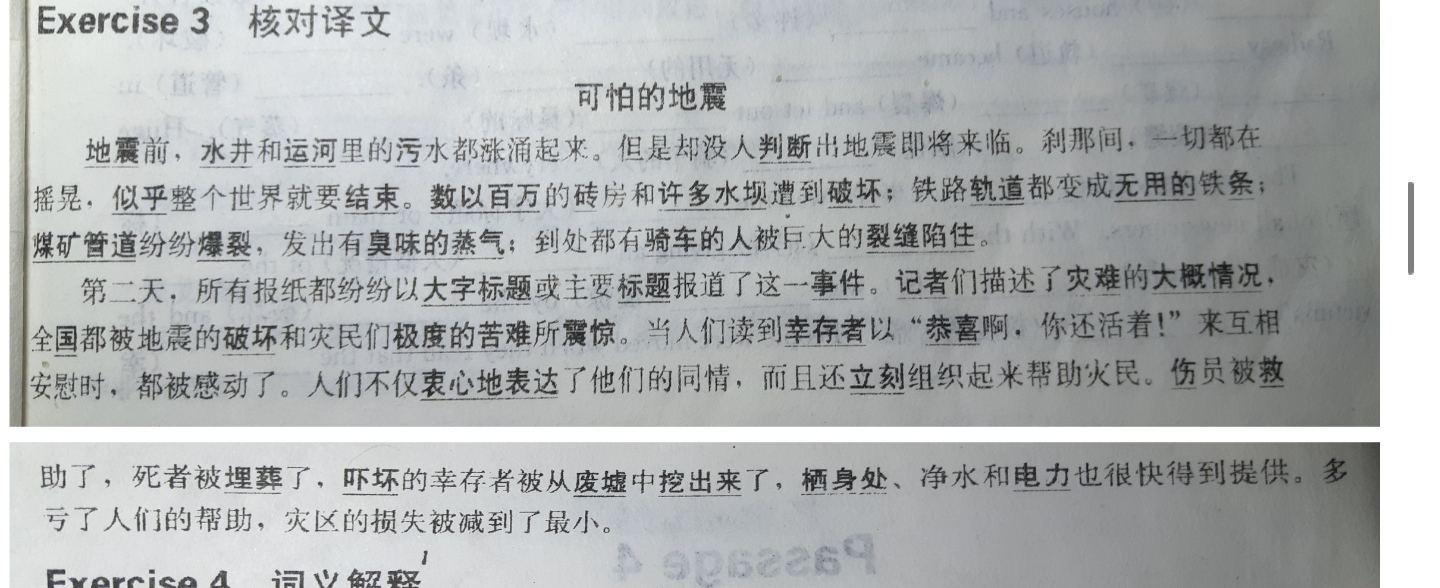 Exercise 3 核对译文
可怕的地震
地震前，水井和运河里的污水都涨涌起来。但是却没人判断出地震即将来临。刹那间，一切都在
摇晃，似乎整个世界就要结束。数以百万的砖房和许多水坝遭到破坏；铁路轨道都变成无用的铁条；
煤矿管道纷纷爆裂，发出有臭味的蒸气；到处都有骑车的人被巨大的裂缝陷住。
第二天，所有报纸都纷纷以大字标题或主要标题报道了这一事件。记者们描述了灾难的大概情况，
全国都被地震的破坏和灾民们极度的苦难所震惊。当人们读到幸存者以“恭喜啊，你还活着！”来互相
安慰时，都被感动了。人们不仅衷心地表达了他们的同情，而且还立刻组织起来帮助灾民。伤员被救
助了，死者被埋葬了，吓坏的幸存者被从废墟中挖出来了，栖身处、净水和电力也很快得到提供。多
亏了人们的帮助，灾区的损失被减到了最小。
Passage 4
Exercise 4 词义解释